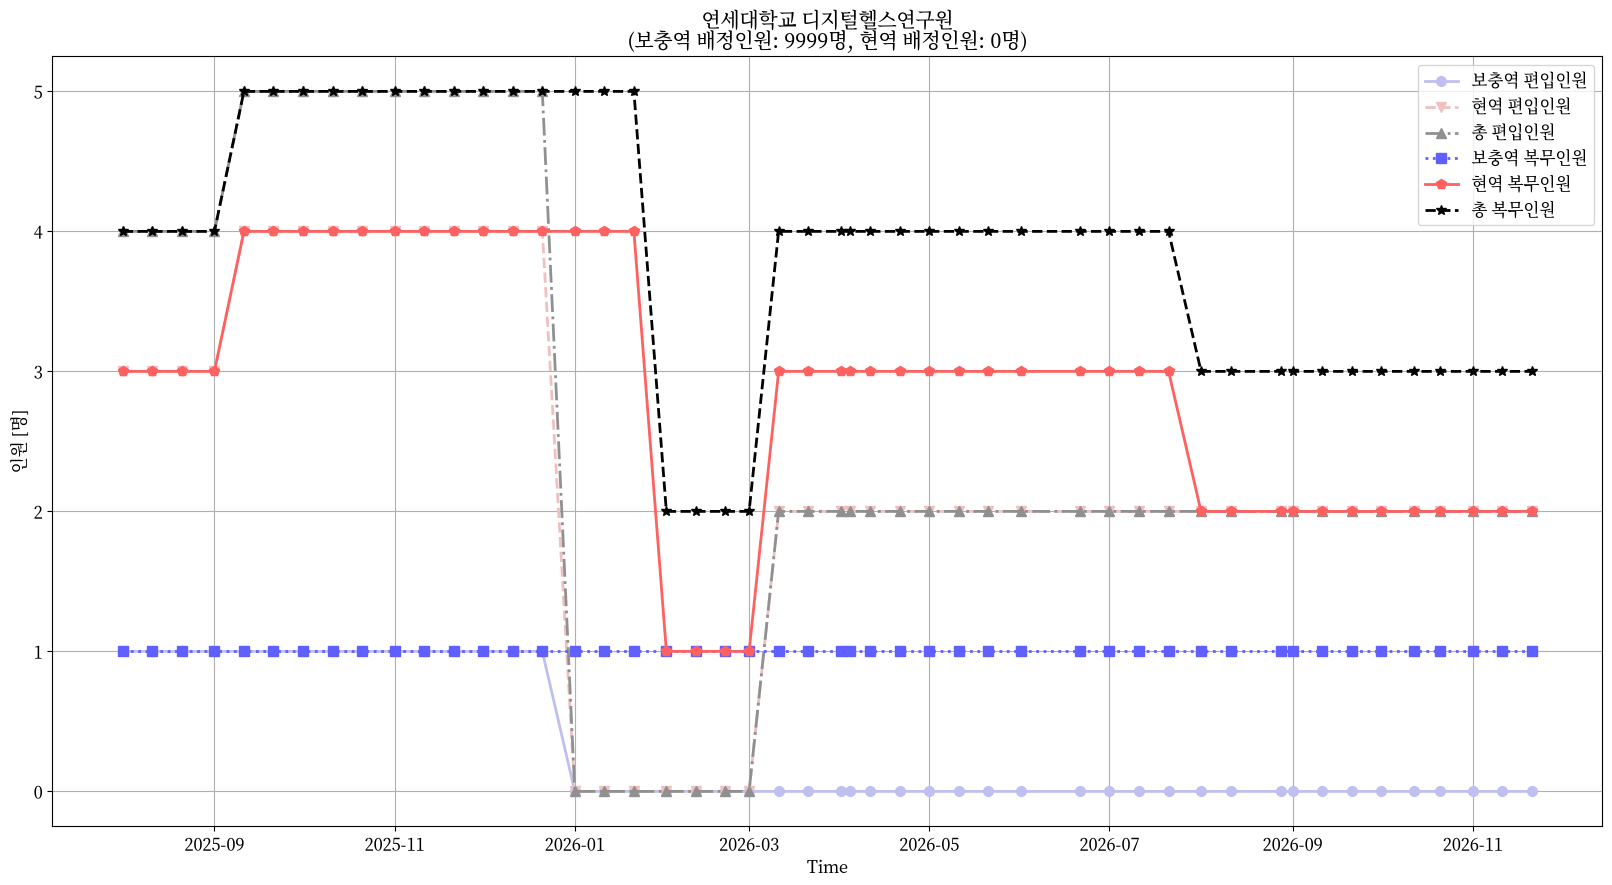 연세대학교 디지털헬스연구원
(보충역 배정인원: 9999명, 현역 배정인원: 0명)
보충역 편입인원
현역 편입인원
총 편입인원
보충역 복무인원
현역 복무인원
총 복무인원
인원 [명]
5
4
3
2
1
0
2025-09
2025-11
2026-01
2026-03
2026-05
2026-07
2026-09
2026-11
Time